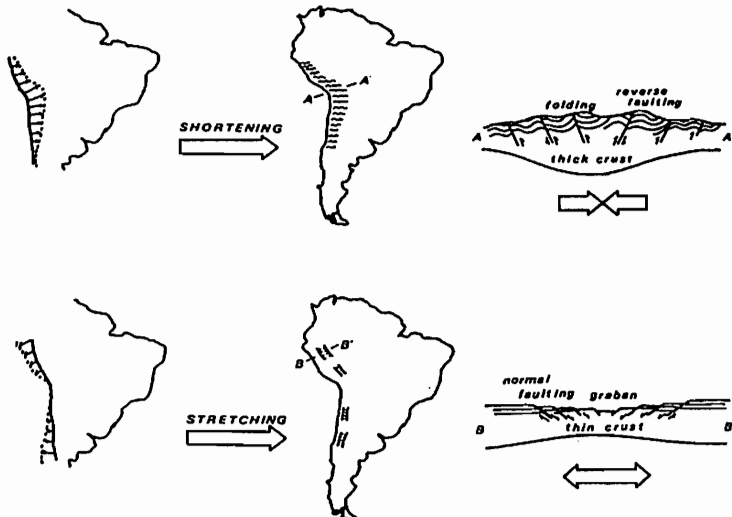 A'
A
SHORTENING
reverse
folding faulting
A A
thick crust
B'
B
STRETCHING
normal
faulting graben
B B
thin crust